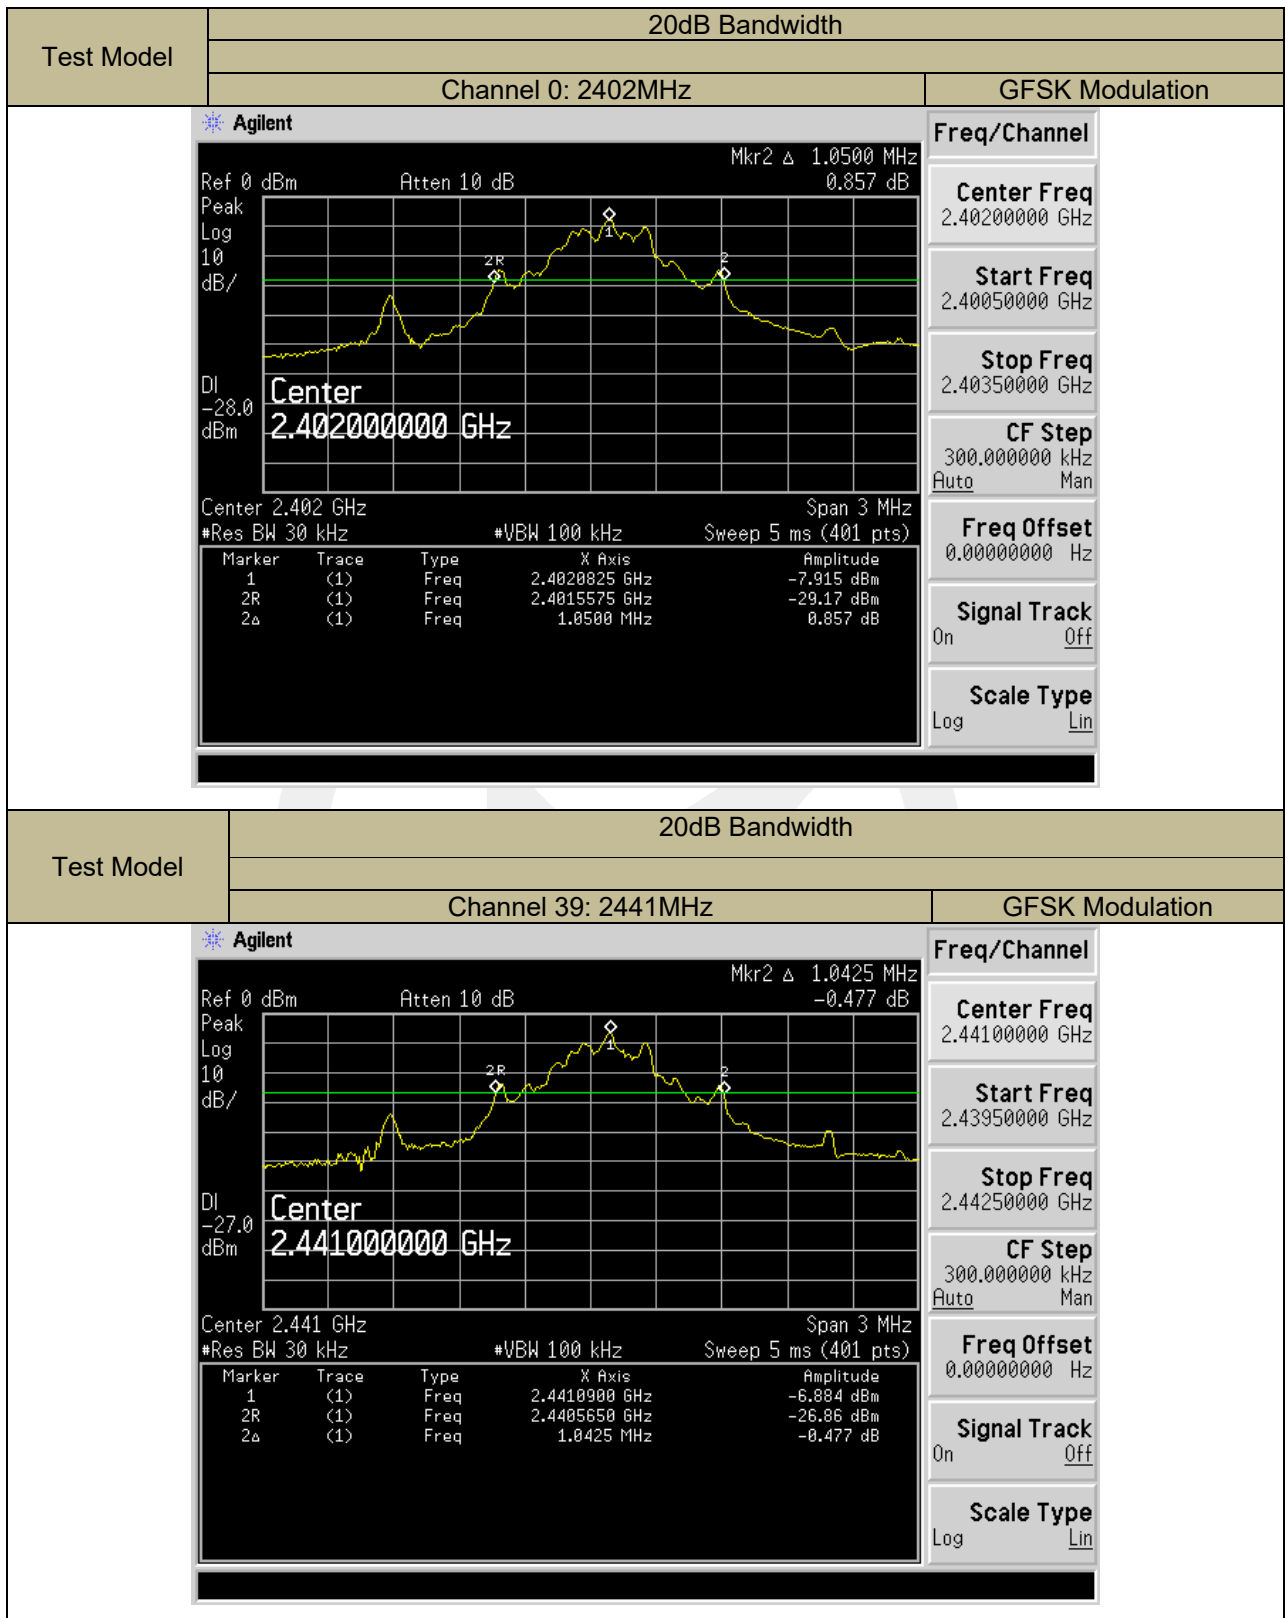 Test Model
20dB Bandwidth
Channel 0: 2402MHz
GFSK Modulation
Agilent
Freq/Channel
Mkr2 Δ 1.0500 MHz
Ref 0 dBm Atten 10 dB 0.857 dB
Peak
Log
10
dB/
1
2R
2
DI
-28.0
dBm
Center
2.402000000 GHz
Center 2.402 GHz Span 3 MHz
#Res BW 30 kHz #VBW 100 kHz Sweep 5 ms (401 pts)
Marker Trace Type X Axis Amplitude
1 (1) Freq 2.4020825 GHz -7.915 dBm
2R (1) Freq 2.4015575 GHz -29.17 dBm
2Δ (1) Freq 1.0500 MHz 0.857 dB
Center Freq
2.40200000 GHz
Start Freq
2.40050000 GHz
Stop Freq
2.40350000 GHz
CF Step
300.000000 kHz
Auto Man
Freq Offset
0.00000000 Hz
Signal Track
On Off
Scale Type
Log Lin
Test Model
20dB Bandwidth
Channel 39: 2441MHz
GFSK Modulation
Agilent
Freq/Channel
Mkr2 Δ 1.0425 MHz
Ref 0 dBm Atten 10 dB -0.477 dB
Peak
Log
10
dB/
1
2R
2
DI
-27.0
dBm
Center
2.441000000 GHz
Center 2.441 GHz Span 3 MHz
#Res BW 30 kHz #VBW 100 kHz Sweep 5 ms (401 pts)
Marker Trace Type X Axis Amplitude
1 (1) Freq 2.4410900 GHz -6.884 dBm
2R (1) Freq 2.4405650 GHz -26.86 dBm
2Δ (1) Freq 1.0425 MHz -0.477 dB
Center Freq
2.44100000 GHz
Start Freq
2.43950000 GHz
Stop Freq
2.44250000 GHz
CF Step
300.000000 kHz
Auto Man
Freq Offset
0.00000000 Hz
Signal Track
On Off
Scale Type
Log Lin